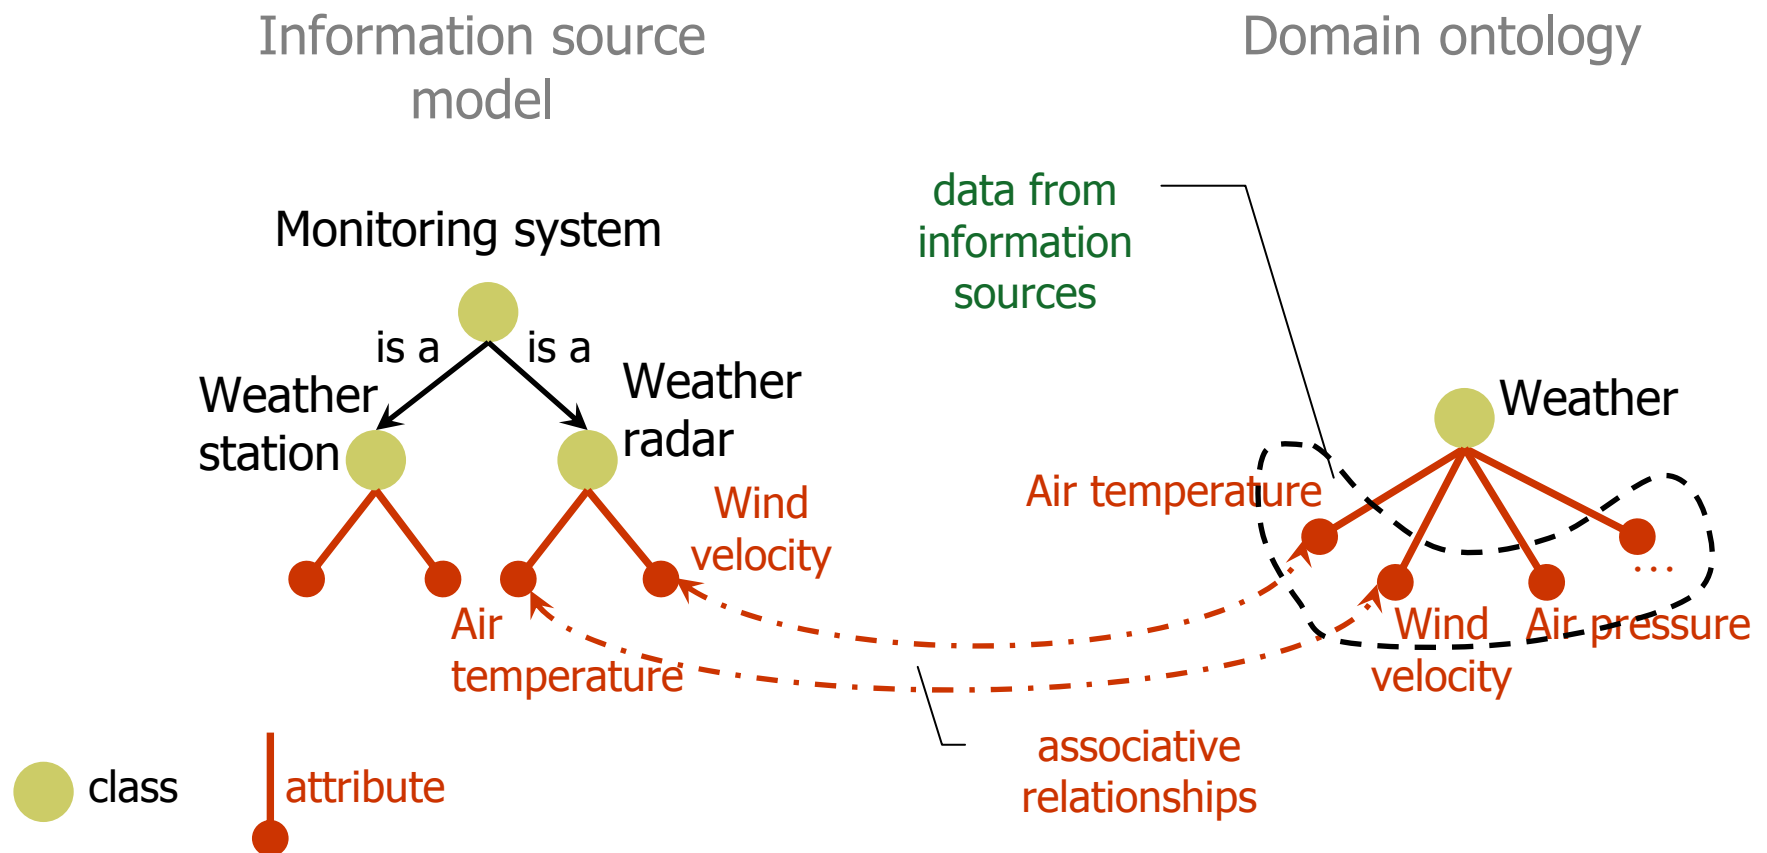 Information source
model
Domain ontology
data from
information
sources
Monitoring system
is a
is a
Weather
station
Weather
radar
Weather
Wind
velocity
Air temperature
Air
temperature
Wind
velocity
Air pressure
...
associative
relationships
class
attribute